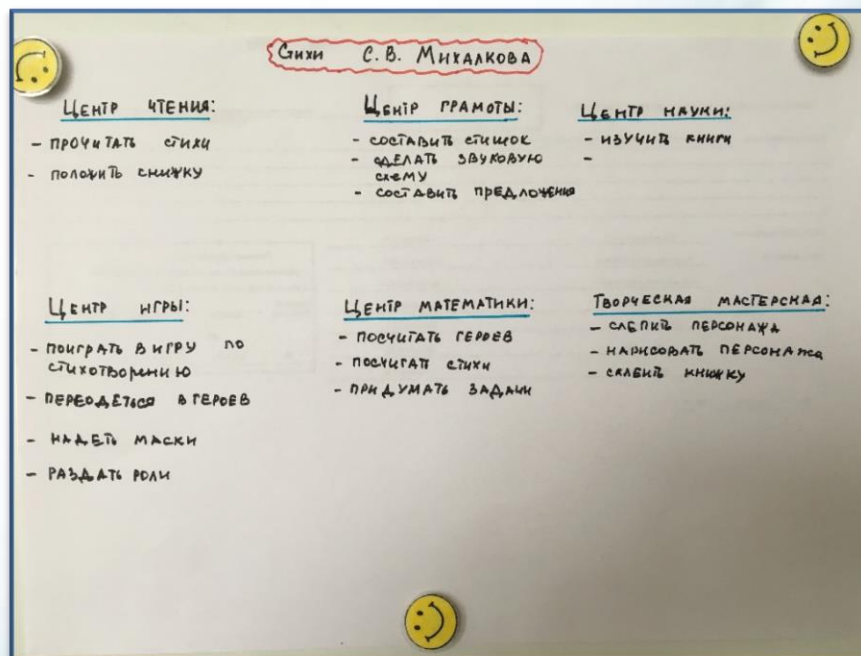 Стихи С.В. Михалкова
Центр чтения:
- прочитать стихи
- положить снижку
Центр грамоты:
- составить стишок
- сделать звуковую
схему
- составить предложения
Центр науки:
- изучить книги
-
Центр игры:
- поиграть в игру по
стихотворению
- переодеться в героев
- надеть маски
- раздать роли
Центр математики:
- посчитать героев
- посчитать стихи
- придумать задачи
Творческая мастерская:
- слепить персонажа
- нарисовать персонажа
- склеить книжку